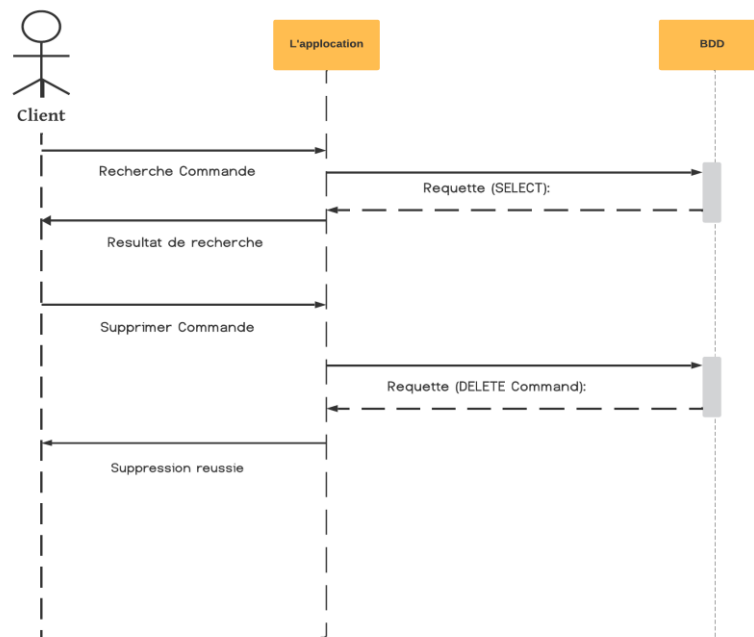 L'applocation
BDD
Client
Recherche Commande
Requette (SELECT):
Resultat de recherche
Supprimer Commande
Requette (DELETE Command):
Suppression reussie